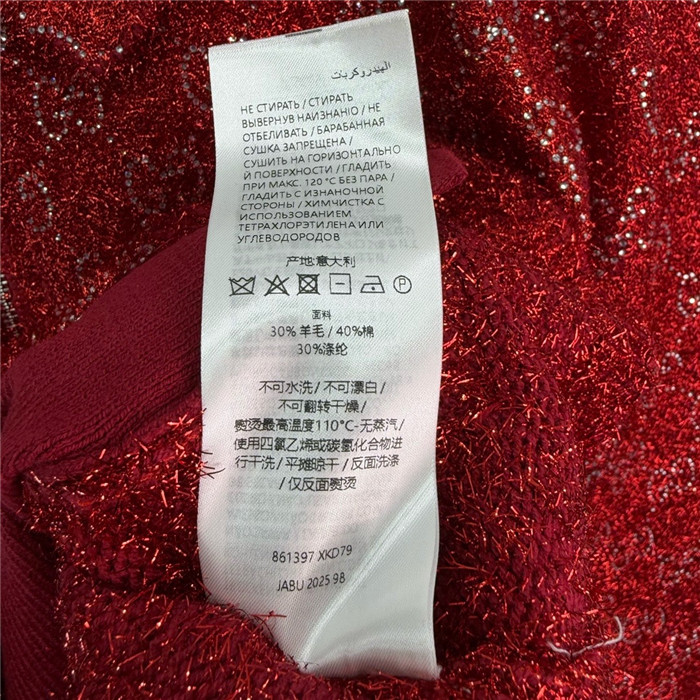 الهيدروكربات
НЕ СТИРАТЬ / СТИРАТЬ
ВЫВЕРНУВ НАИЗНАНІО / НЕ
ОТБЕЛИВАТЬ / БАРАБАННАЯ
СУШКА ЗАПРЕЩЕНА /
СУШИТЬ НА ГОРИЗОНТАЛЬНО
Й ПОВЕРХНОСТИ / ГЛАДИТЬ
ПРИ МАКС. 120 °C БЕЗ ПАРА /
ГЛАДИТЬ С ИЗНАНОЧНОЙ
СТОРОНЫ / ХИМЧИСТКА С
ИСПОЛЬЗОВАНИЕМ
ТЕТРАХЛОРЭТИЛЕНА ИЛИ
УГЛЕВОДОРОДОВ
产地:意大利
P
面料
30% 羊毛 / 40%棉
30%涤纶
不可水洗 / 不可漂白 /
不可翻转干燥 /
熨烫最高温度110°C-无蒸汽 /
使用四氯乙烯或碳氢化合物进
行干洗 / 平摊晾干 / 反面洗涤
/ 仅反面熨烫
861397 XKD79
JABU 2025 98